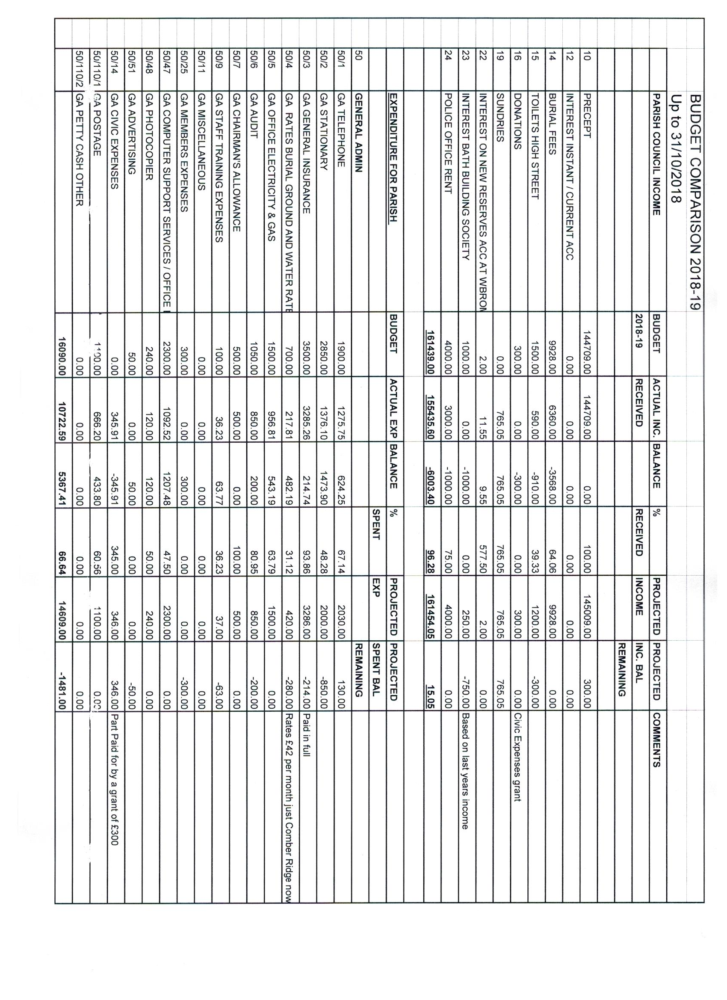 BUDGET COMPARISON 2018-19
Up to 31/10/2018
PARISH COUNCIL INCOME BUDGET ACTUAL INC. BALANCE % PROJECTED PROJECTED COMMENTS
2018-19 RECEIVED RECEIVED INCOME INC. BAL
REMAINING
10 PRECEPT 144709.00 144709.00 0.00 100.00 145009.00 300.00
12 INTEREST INSTANT / CURRENT ACC 0.00 0.00 0.00 0.00 0.00 0.00
14 BURIAL FEES 9928.00 6360.00 -3568.00 64.06 9928.00 0.00
15 TOILETS HIGH STREET 1500.00 590.00 -910.00 39.33 1200.00 -300.00
16 DONATIONS 300.00 0.00 -300.00 0.00 300.00 0.00 Civic Expenses grant
19 SUNDRIES 0.00 765.05 765.05 765.05 765.05 765.05
22 INTEREST ON NEW RESERVES ACC AT WBROM 2.00 11.55 9.55 577.50 2.00 0.00
23 INTEREST BATH BUILDING SOCIETY 1000.00 0.00 -1000.00 0.00 250.00 -750.00 Based on last years income
24 POLICE OFFICE RENT 4000.00 3000.00 -1000.00 75.00 4000.00 0.00
161439.00 155435.60 -6003.40 96.28 161454.05 15.05
EXPENDITURE FOR PARISH BUDGET ACTUAL EXP BALANCE % PROJECTED PROJECTED
SPENT EXP SPENT BAL
50 GENERAL ADMIN REMAINING
50/1 GA TELEPHONE 1900.00 1275.75 624.25 67.14 2030.00 130.00
50/2 GA STATIONARY 2850.00 1376.10 1473.90 48.28 2000.00 -850.00
50/3 GA GENERAL INSURANCE 3500.00 3285.26 214.74 93.86 3286.00 -214.00 Paid in full
50/4 GA RATES BURIAL GROUND AND WATER RATE 700.00 217.81 482.19 31.12 420.00 -280.00 Rates £42 per month just Comber Ridge now
50/5 GA OFFICE ELECTRICITY & GAS 1500.00 956.81 543.19 63.79 1500.00 0.00
50/6 GA AUDIT 1050.00 850.00 200.00 80.95 850.00 -200.00
50/7 GA CHAIRMAN'S ALLOWANCE 500.00 500.00 0.00 100.00 500.00 0.00
50/9 GA STAFF TRAINING EXPENSES 100.00 36.23 63.77 36.23 37.00 -63.00
50/11 GA MISCELLANEOUS 0.00 0.00 0.00 0.00 0.00 0.00
50/25 GA MEMBERS EXPENSES 300.00 0.00 300.00 0.00 0.00 -300.00
50/47 GA COMPUTER SUPPORT SERVICES / OFFICE 2300.00 1092.52 1207.48 47.50 2300.00 0.00
50/48 GA PHOTOCOPIER 240.00 120.00 120.00 50.00 240.00 0.00
50/51 GA ADVERTISING 50.00 0.00 50.00 0.00 0.00 -50.00
50/14 GA CIVIC EXPENSES 0.00 345.91 -345.91 345.00 346.00 346.00 Part Paid for by a grant of £300
50/110/1 GA POSTAGE 1100.00 666.20 433.80 60.56 1100.00 0.00
50/110/2 GA PETTY CASH OTHER 0.00 0.00 0.00 0.00 0.00 0.00
16090.00 10722.59 5367.41 66.64 14609.00 -1481.00